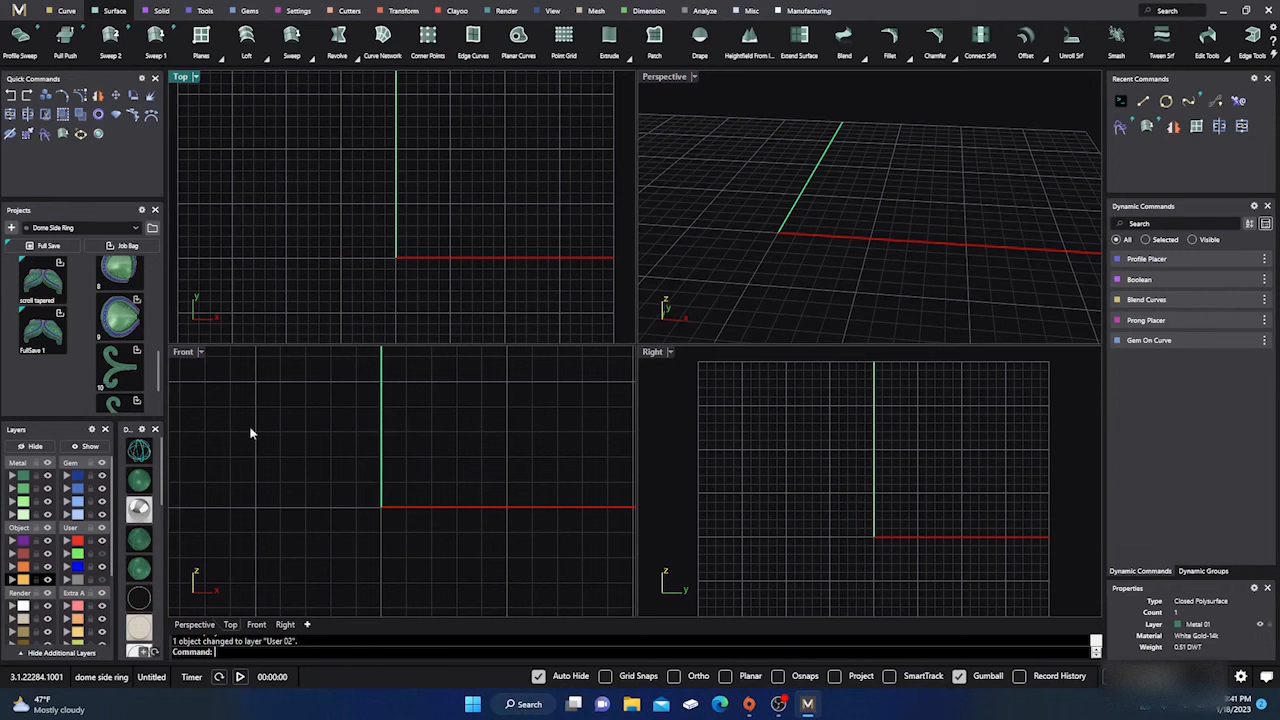 Curve Surface Solid Tools Gems Settings Cutters Transform Clayoo Render View Mesh Dimension Analyze Misc Manufacturing Search
Profile Sweep Pull Push Sweep 2 Sweep 1 Planes Loft Sweep Revolve Curve Network Corner Points Edge Curves Planar Curves Point Grid Extrude Patch Drape Heightfield From I... Extend Surface Blend Fillet Chamfer Connect Srfs Offset Unroll Srf Smash Tween Srf Edit Tools Edge Tools
Quick Commands
Top
Perspective
Recent Commands
Projects
Dome Side Ring
Full Save Job Bag
scroll tapered
8
FullSave 1
9
10
Dynamic Commands
Search
All Selected Visible
Profile Placer
Boolean
Blend Curves
Prong Placer
Gem On Curve
y
x
z
y
x
Front
Right
Layers
D...
Hide Show
Metal Gem
Object User
Render Extra A
Hide Additional Layers
z
x
z
y
Dynamic Commands Dynamic Groups
Properties
Type Closed Polysurface
Count 1
Layer Metal 01
Material White Gold-14k
Weight 0.51 DWT
Perspective Top Front Right
1 object changed to layer "User 02".
Command:
3.1.22284.1001 dome side ring Untitled Timer 00:00:00 Auto Hide Grid Snaps Ortho Planar Osnaps Project SmartTrack Gumball Record History
47°F
Mostly cloudy
Search
:41 PM
/18/2023
2